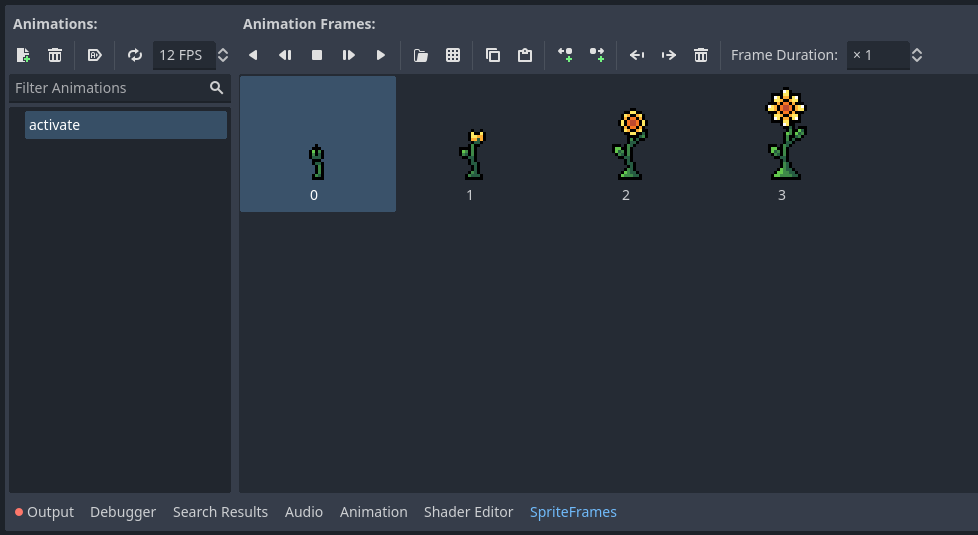 Animations:
Animation Frames:
12 FPS
Frame Duration:
× 1
Filter Animations
activate
0
1
2
3
Output
Debugger
Search Results
Audio
Animation
Shader Editor
SpriteFrames